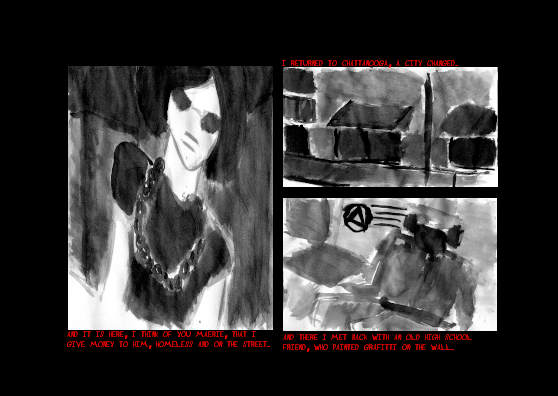 I RETURNED TO CHATTANOOGA, A CITY CHANGED.
AND IT IS HERE, I THINK OF YOU MAERIE, THAT I
GIVE MONEY TO HIM, HOMELESS AND ON THE STREET.
AND THERE I MET BACK WITH AN OLD HIGH SCHOOL
FRIEND, WHO PAINTED GRAFITTI ON THE WALL.